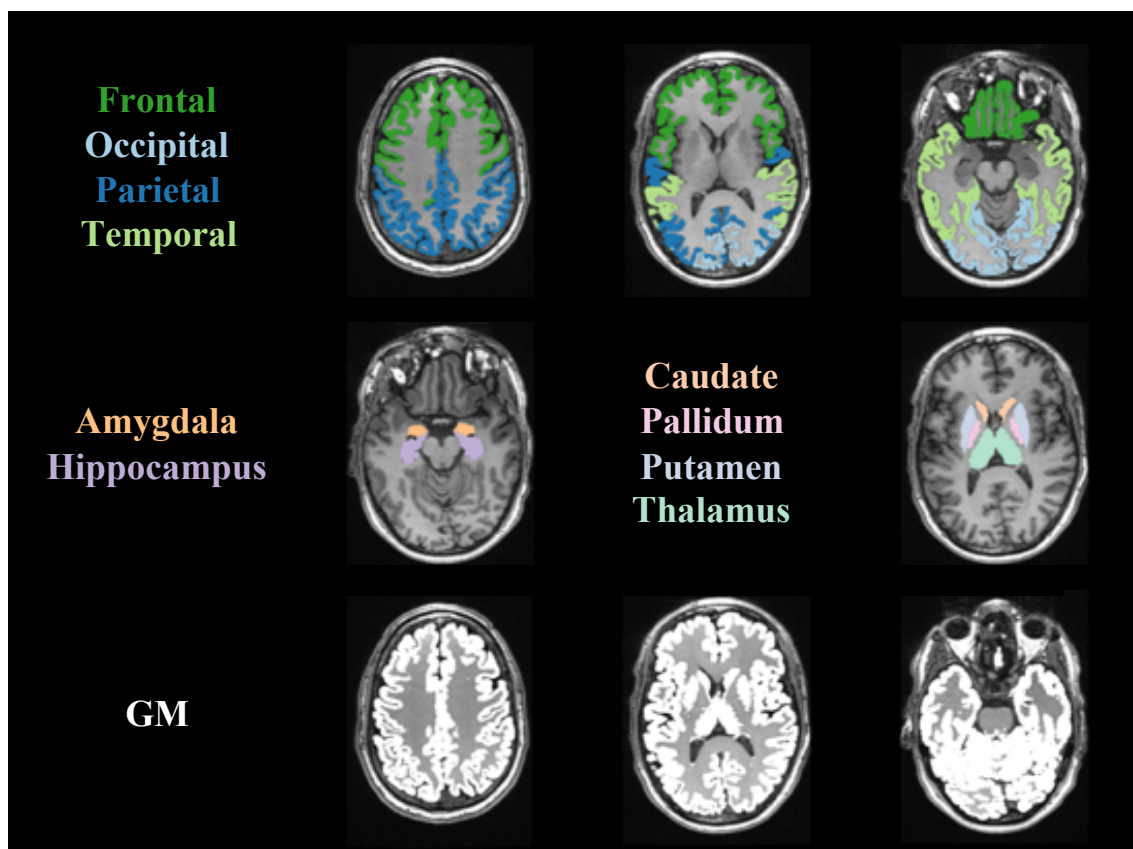 Frontal
Occipital
Parietal
Temporal
Amygdala
Hippocampus
Caudate
Pallidum
Putamen
Thalamus
GM